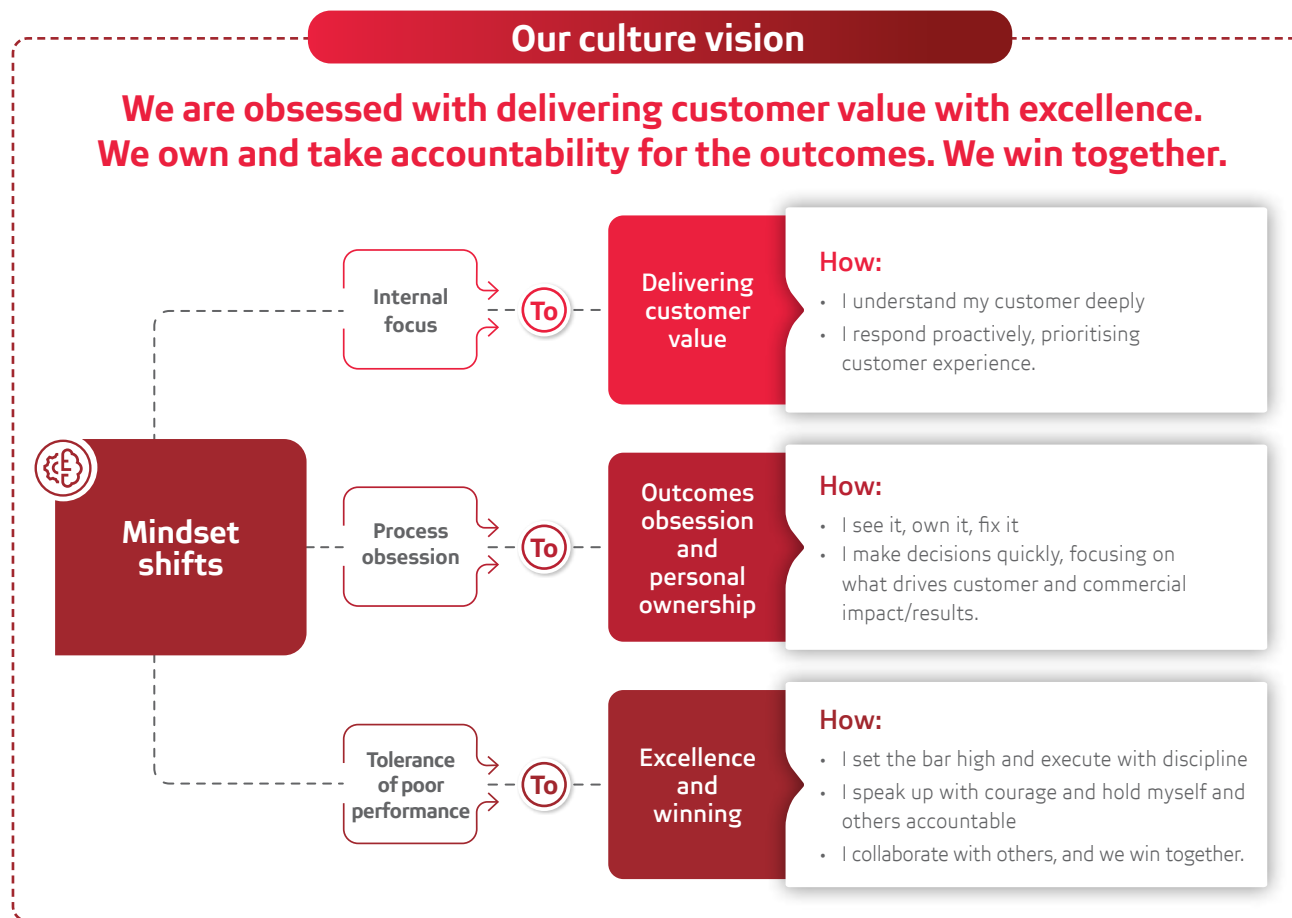 Our culture vision
We are obsessed with delivering customer value with excellence.
We own and take accountability for the outcomes. We win together.
Mindset
shifts
Internal
focus
To
Delivering
customer
value
How:
• I understand my customer deeply
• I respond proactively, prioritising
customer experience.
Process
obsession
To
Outcomes
obsession
and
personal
ownership
How:
• I see it, own it, fix it
• I make decisions quickly, focusing on
what drives customer and commercial
impact/results.
Tolerance
of poor
performance
To
Excellence
and
winning
How:
• I set the bar high and execute with discipline
• I speak up with courage and hold myself and
others accountable
• I collaborate with others, and we win together.